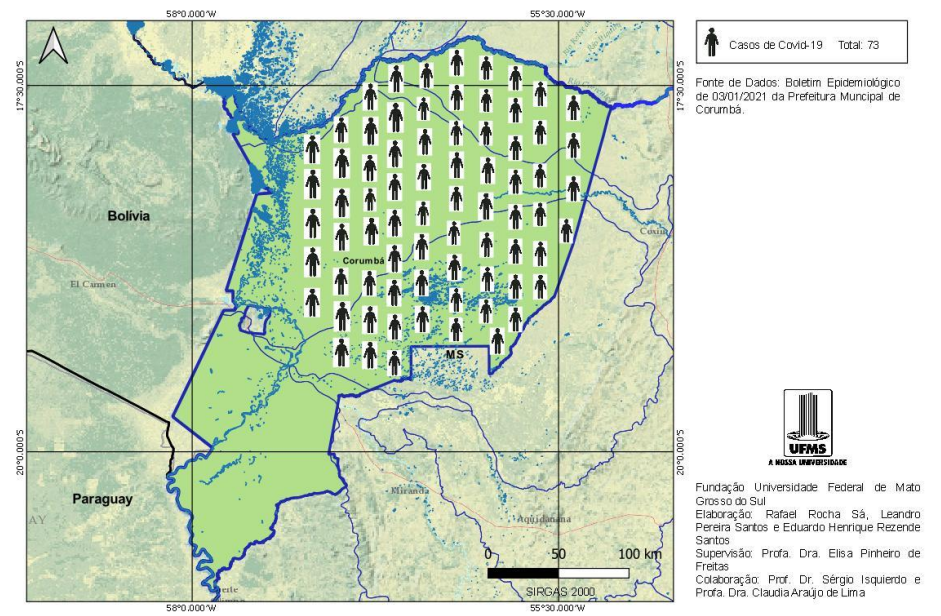 58°0.000'W
55°30.000'W
17°30.000'S
17°30.000'S
Casos de Covid-19 Total: 73
Fonte de Dados: Boletim Epidemiológico
de 03/01/2021 da Prefeitura Muncipal de
Corumbá.
Bolívia
Coxim
El Carmen
Corumbá
MS
UFMS
A NOSSA UNIVERSIDADE
20°0.000'S
20°0.000'S
Paraguay
AY
Miranda
Aquidauana
Fundação Universidade Federal de Mato
Grosso do Sul
Elaboração: Rafael Rocha Sá, Leandro
Pereira Santos e Eduardo Henrique Rezende
Santos
Supervisão: Profa. Dra. Elisa Pinheiro de
Freitas
Colaboração: Prof. Dr. Sérgio Isquierdo e
Profa. Dra. Claudia Araújo de Lima
0 50 100 km
SIRGAS 2000
58°0.000'W
55°30.000'W